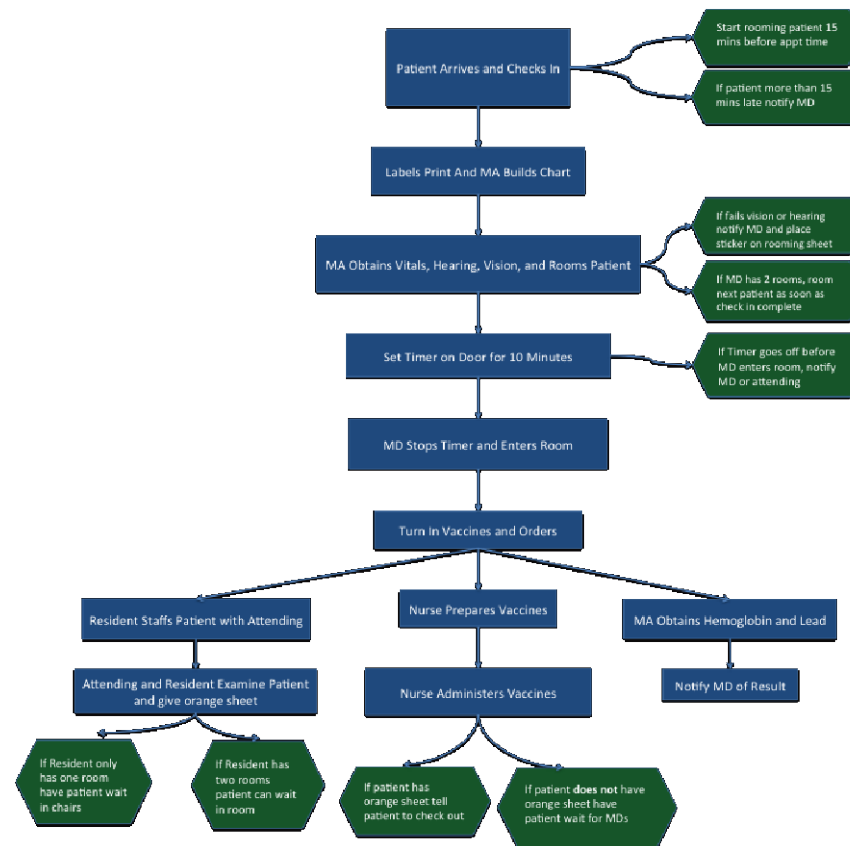 Start rooming patient 15
mins before appt time
Patient Arrives and Checks In
If patient more than 15
mins late notify MD
Labels Print And MA Builds Chart
If fails vision or hearing
notify MD and place
sticker on rooming sheet
MA Obtains Vitals, Hearing, Vision, and Rooms Patient
If MD has 2 rooms, room
next patient as soon as
check in complete
Set Timer on Door for 10 Minutes
If Timer goes off before
MD enters room, notify
MD or attending
MD Stops Timer and Enters Room
Turn In Vaccines and Orders
Resident Staffs Patient with Attending
Nurse Prepares Vaccines
MA Obtains Hemoglobin and Lead
Attending and Resident Examine Patient
and give orange sheet
Nurse Administers Vaccines
Notify MD of Result
If Resident only
has one room
have patient wait
in chairs
If Resident has
two rooms
patient can wait
in room
If patient has
orange sheet tell
patient to check out
If patient does not have
orange sheet have
patient wait for MDs